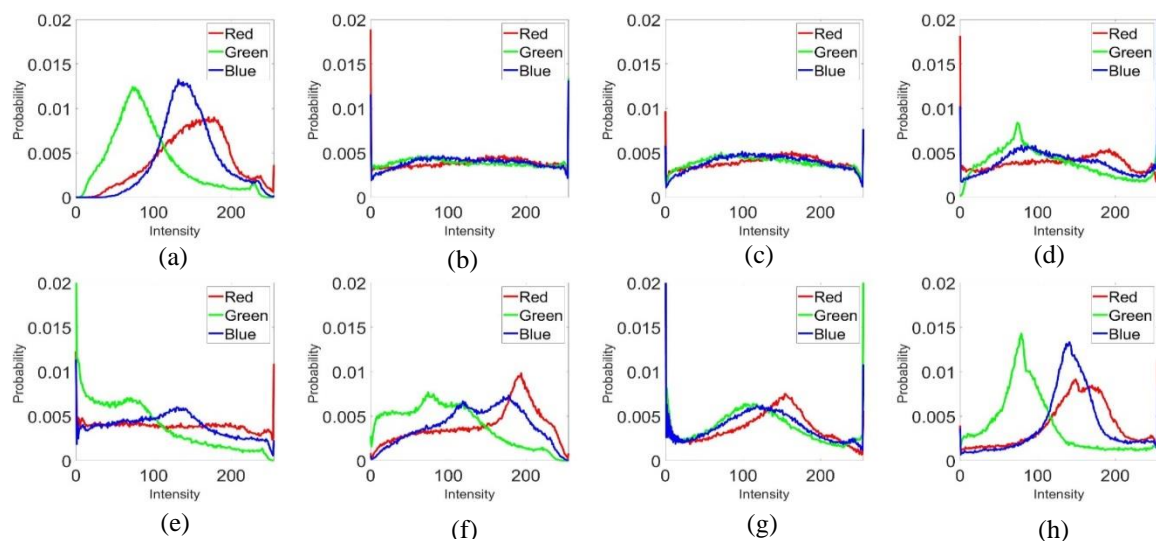 0.02
0.015
0.01
0.005
0
Probability
0 100 200
Intensity
Red
Green
Blue
(a)
0.02
0.015
0.01
0.005
0
Probability
0 100 200
Intensity
Red
Green
Blue
(b)
0.02
0.015
0.01
0.005
0
Probability
0 100 200
Intensity
Red
Green
Blue
(c)
0.02
0.015
0.01
0.005
0
Probability
0 100 200
Intensity
Red
Green
Blue
(d)
0.02
0.015
0.01
0.005
0
Probability
0 100 200
Intensity
Red
Green
Blue
(e)
0.02
0.015
0.01
0.005
0
Probability
0 100 200
Intensity
Red
Green
Blue
(f)
0.02
0.015
0.01
0.005
0
Probability
0 100 200
Intensity
Red
Green
Blue
(g)
0.02
0.015
0.01
0.005
0
Probability
0 100 200
Intensity
Red
Green
Blue
(h)